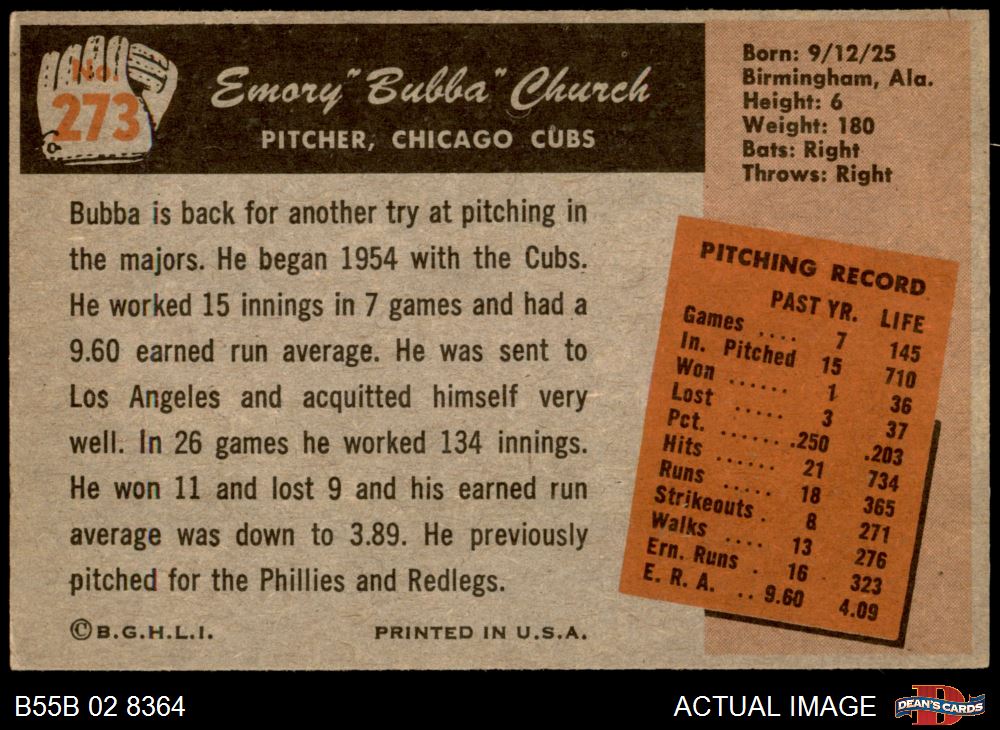 No.
273
Emory "Bubba" Church
PITCHER, CHICAGO CUBS
Born: 9/12/25
Birmingham, Ala.
Height: 6
Weight: 180
Bats: Right
Throws: Right
Bubba is back for another try at pitching in
the majors. He began 1954 with the Cubs.
He worked 15 innings in 7 games and had a
9.60 earned run average. He was sent to
Los Angeles and acquitted himself very
well. In 26 games he worked 134 innings.
He won 11 and lost 9 and his earned run
average was down to 3.89. He previously
pitched for the Phillies and Redlegs.
©B.G.H.L.I. PRINTED IN U.S.A.
PITCHING RECORD
PAST YR. LIFE
Games .... 7 145
In. Pitched 15 710
Won ...... 1 36
Lost ..... 3 37
Pct. ...... .250 .203
Hits ...... 21 734
Runs ..... 18 365
Strikeouts . 8 271
Walks .... 13 276
Ern. Runs . 16 323
E. R. A. .. 9.60 4.09
B55B 02 8364 ACTUAL IMAGE D DEAN'S CARDS